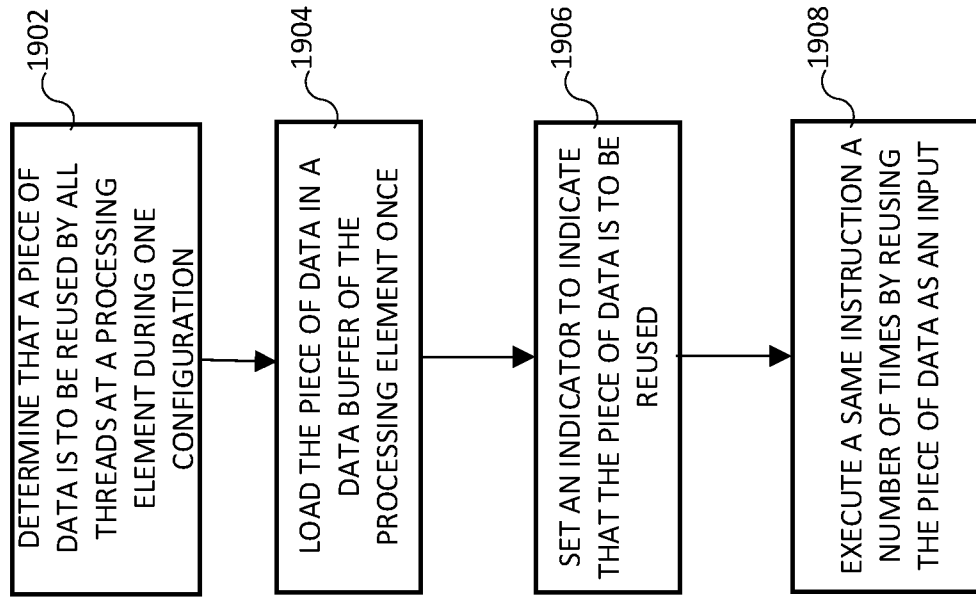 1902
DETERMINE THAT A PIECE OF
DATA IS TO BE REUSED BY ALL
THREADS AT A PROCESSING
ELEMENT DURING ONE
CONFIGURATION
1904
LOAD THE PIECE OF DATA IN A
DATA BUFFER OF THE
PROCESSING ELEMENT ONCE
1906
SET AN INDICATOR TO INDICATE
THAT THE PIECE OF DATA IS TO BE
REUSED
1908
EXECUTE A SAME INSTRUCTION A
NUMBER OF TIMES BY REUSING
THE PIECE OF DATA AS AN INPUT